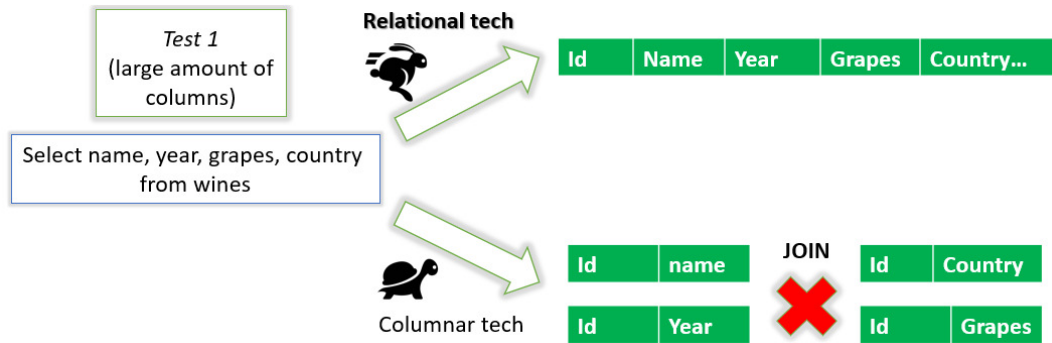 Test 1
(large amount of
columns)
Select name, year, grapes, country
from wines
Relational tech
Id Name Year Grapes Country...
Columnar tech
Id name
Id Year
JOIN
Id Country
Id Grapes